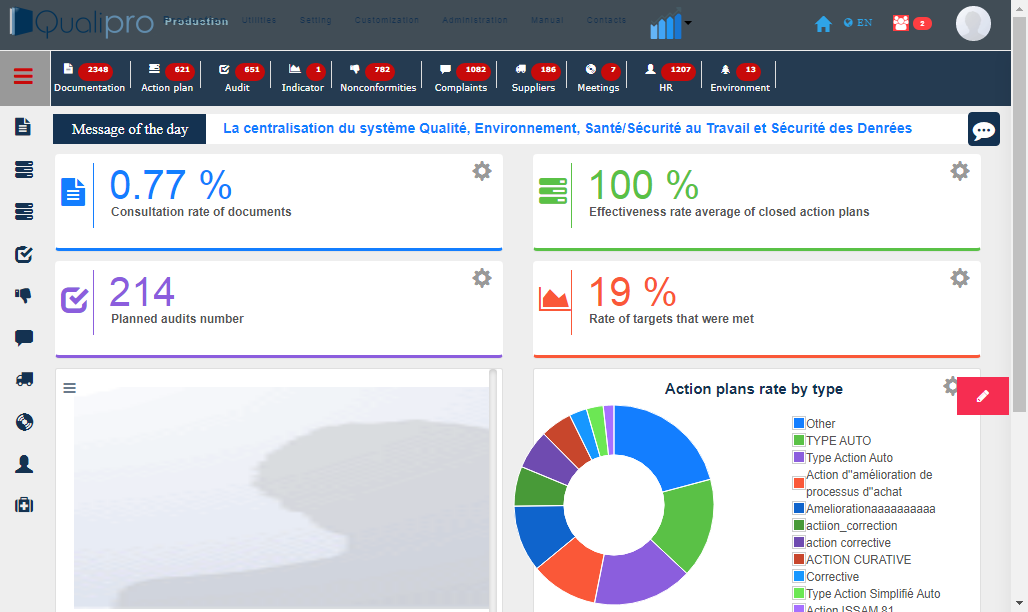 Qualipro
Production Utilities Setting Customization Administration Manual Contacts
EN
2
2348 621 651 1 782 1082 186 7 1207 13
Documentation Action plan Audit Indicator Nonconformities Complaints Suppliers Meetings HR Environment
Message of the day
La centralisation du système Qualité, Environnement, Santé/Sécurité au Travail et Sécurité des Denrées
0.77 %
Consultation rate of documents
100 %
Effectiveness rate average of closed action plans
214
Planned audits number
19 %
Rate of targets that were met
Action plans rate by type
Other
TYPE AUTO
Type Action Auto
Action d"amélioration de
processus d"achat
Ameliorationaaaaaaaaaa
actiion_correction
action corrective
ACTION CURATIVE
Corrective
Type Action Simplifié Auto
Action ISSAM 81